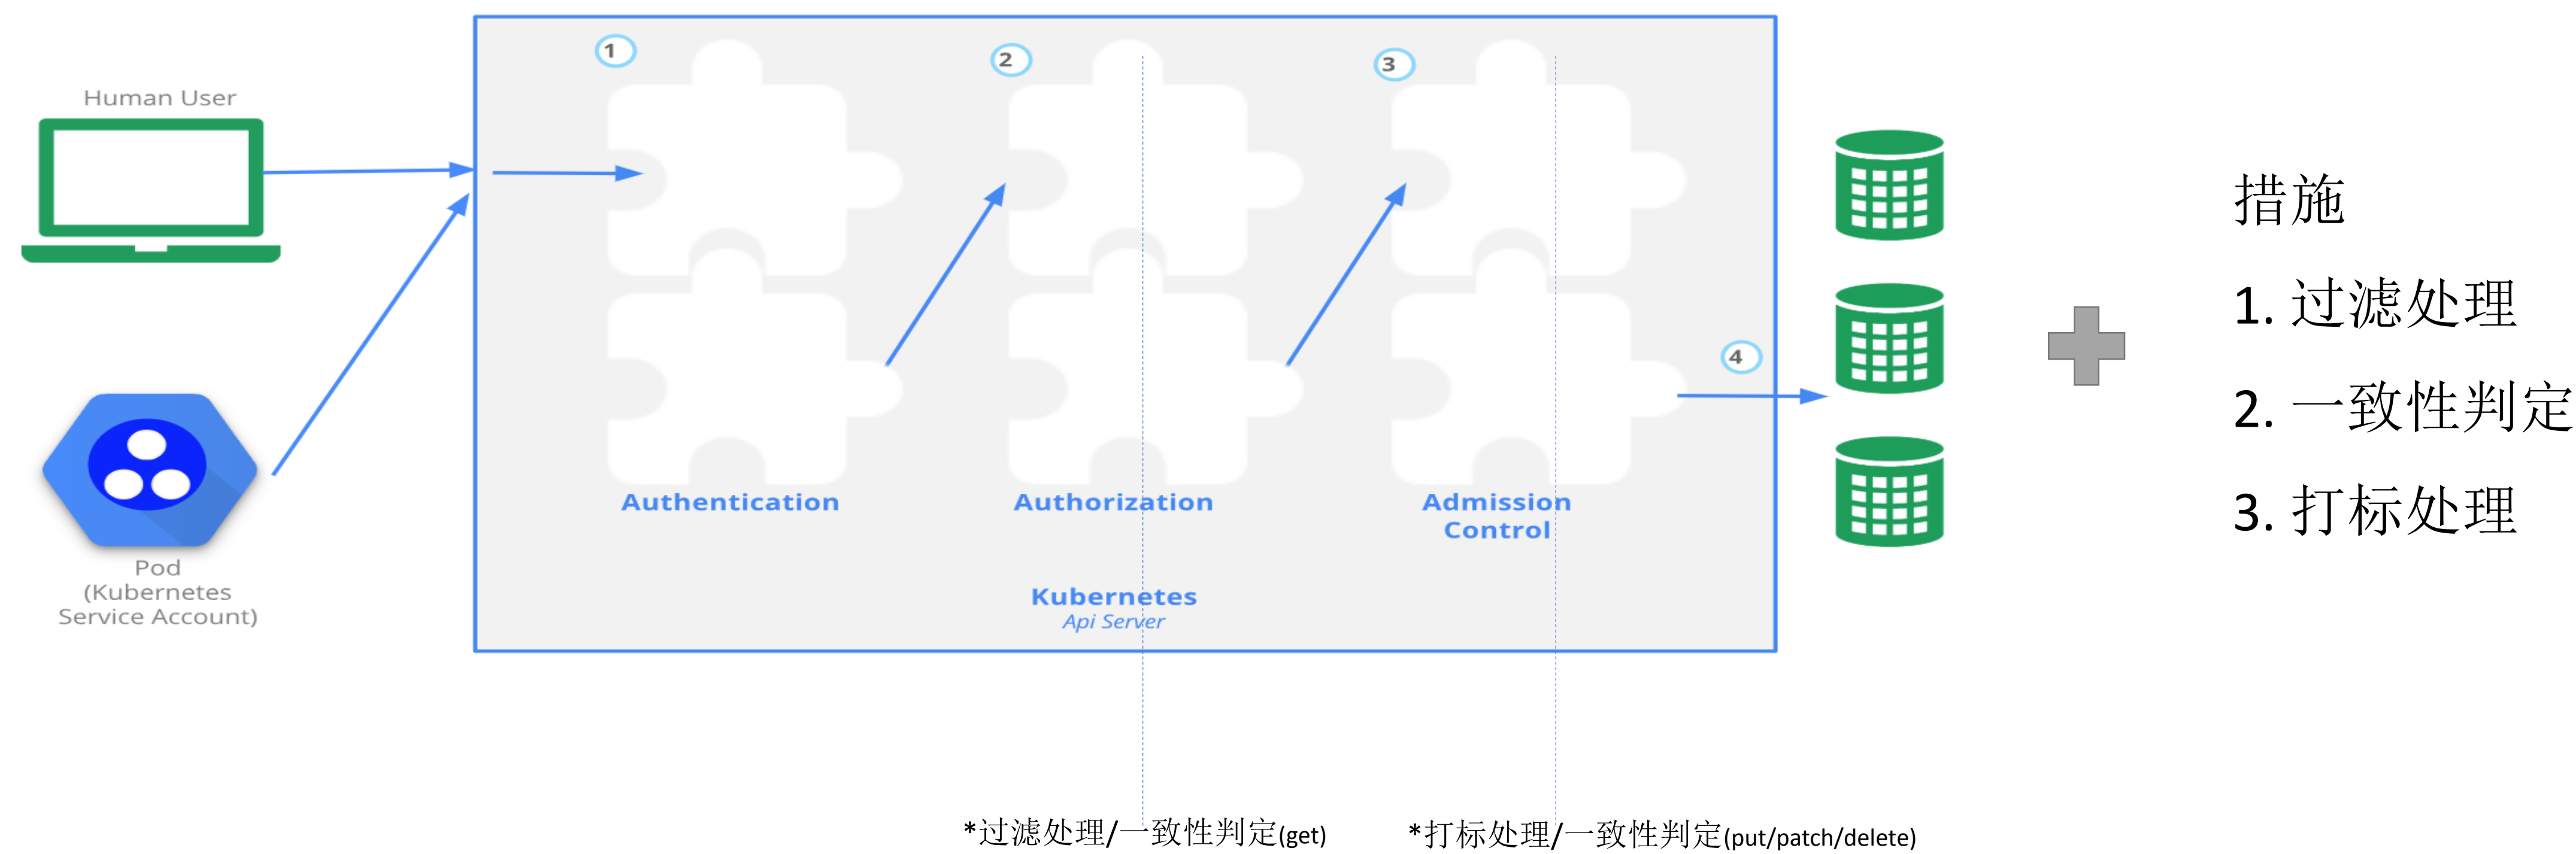 Human User
Pod
(Kubernetes
Service Account)
1
2
3
4
Authentication
Authorization
Admission
Control
Kubernetes
Api Server
措施
1. 过滤处理
2. 一致性判定
3. 打标处理
*过滤处理/一致性判定(get)
*打标处理/一致性判定(put/patch/delete)